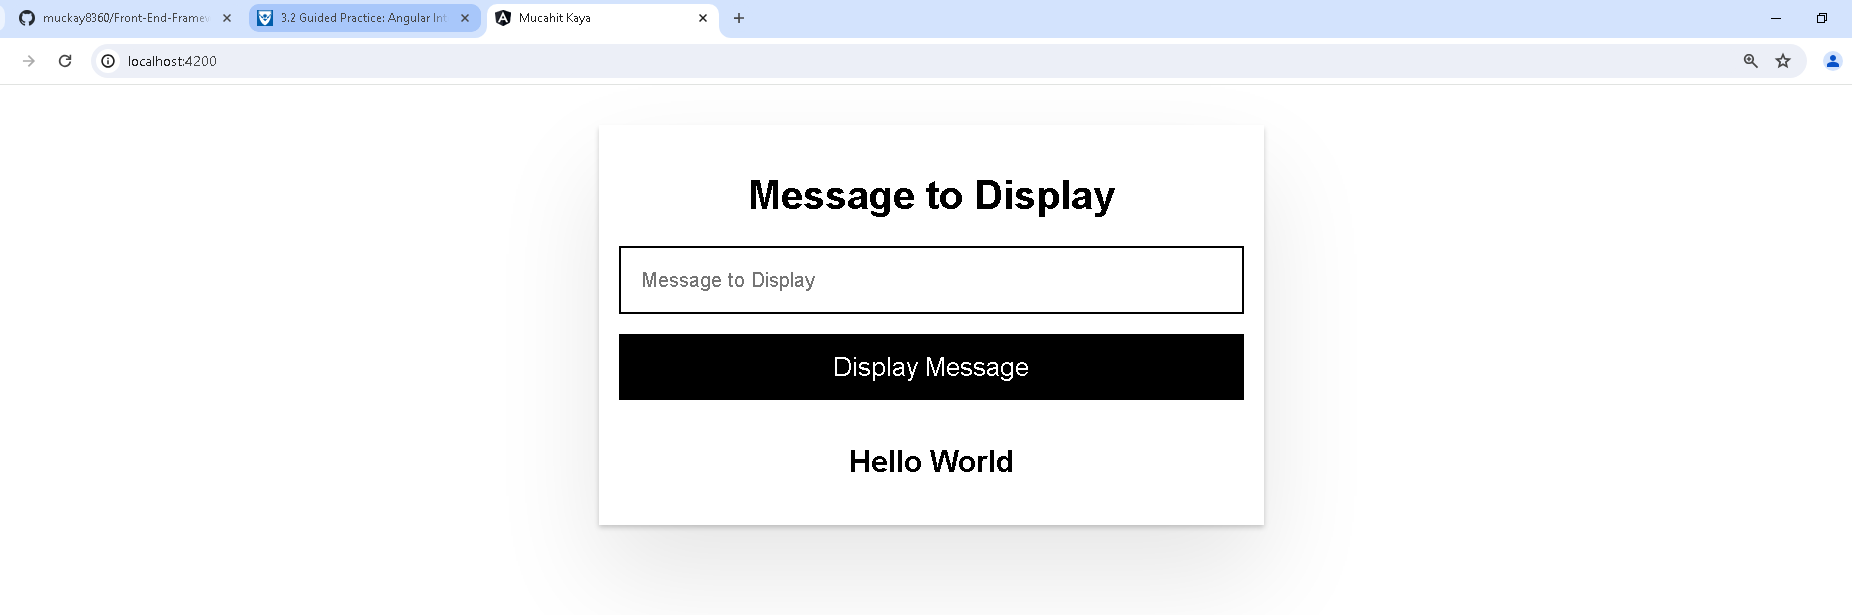 muckay8360/Front-End-Framew
3.2 Guided Practice: Angular Int
Mucahit Kaya
localhost:4200
Message to Display
Message to Display
Display Message
Hello World